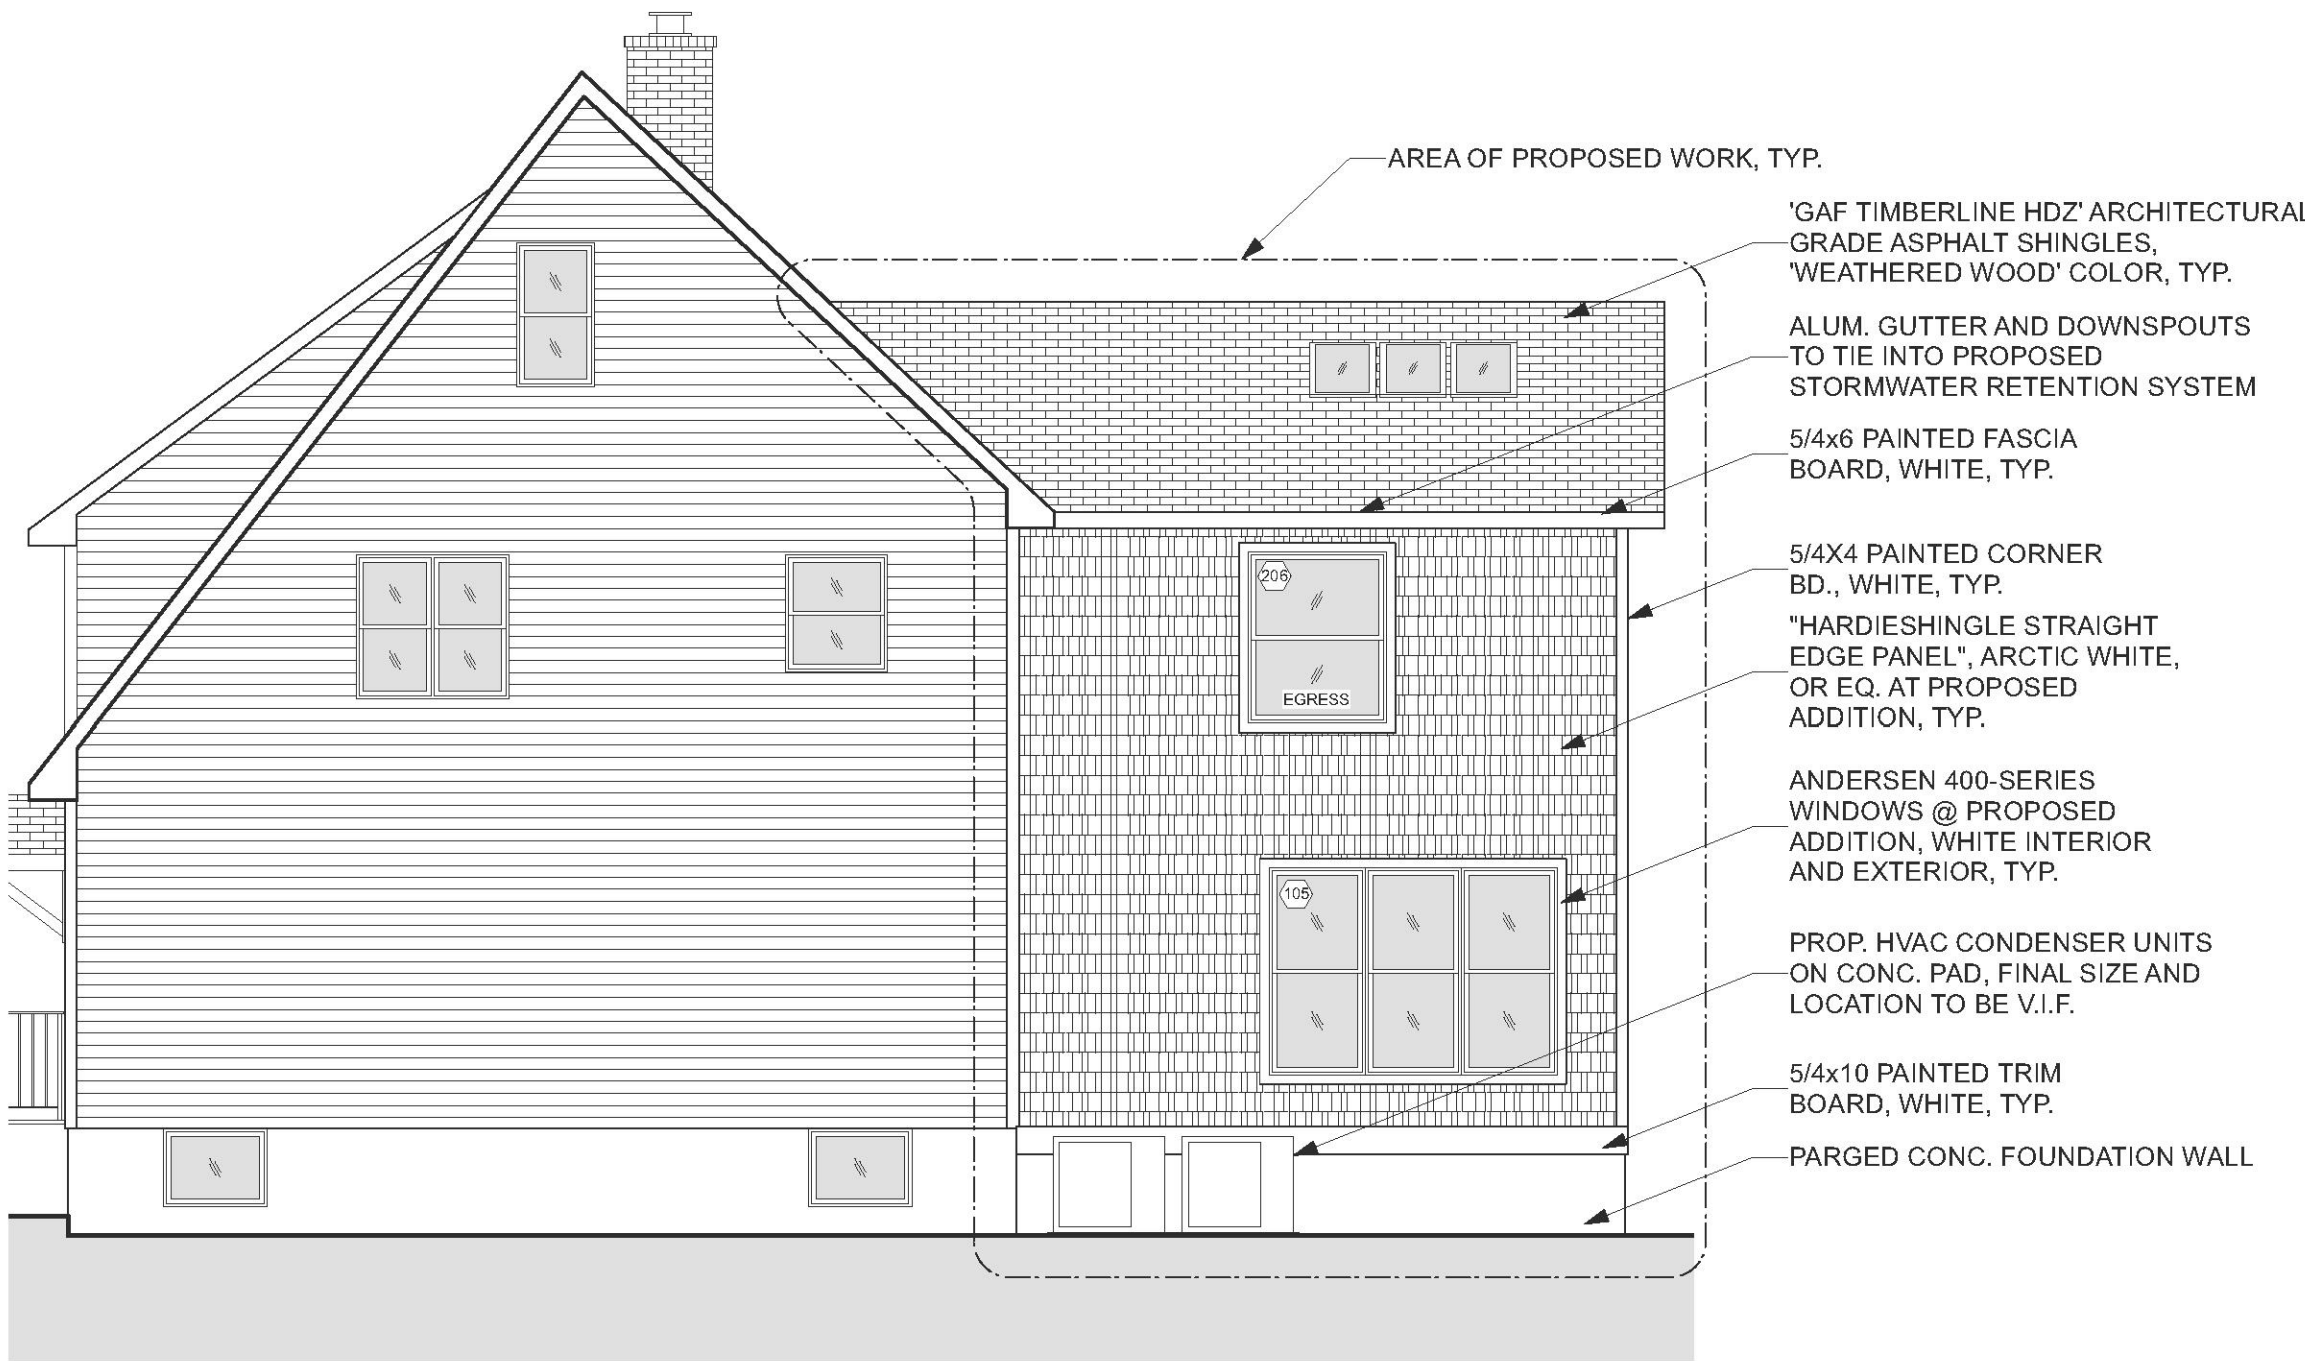 AREA OF PROPOSED WORK, TYP.
'GAF TIMBERLINE HDZ' ARCHITECTURAL
GRADE ASPHALT SHINGLES,
'WEATHERED WOOD' COLOR, TYP.
ALUM. GUTTER AND DOWNSPOUTS
TO TIE INTO PROPOSED
STORMWATER RETENTION SYSTEM
5/4x6 PAINTED FASCIA
BOARD, WHITE, TYP.
5/4X4 PAINTED CORNER
BD., WHITE, TYP.
206
EGRESS
"HARDIESHINGLE STRAIGHT
EDGE PANEL", ARCTIC WHITE,
OR EQ. AT PROPOSED
ADDITION, TYP.
ANDERSEN 400-SERIES
WINDOWS @ PROPOSED
ADDITION, WHITE INTERIOR
AND EXTERIOR, TYP.
105
PROP. HVAC CONDENSER UNITS
ON CONC. PAD, FINAL SIZE AND
LOCATION TO BE V.I.F.
5/4x10 PAINTED TRIM
BOARD, WHITE, TYP.
PARGED CONC. FOUNDATION WALL